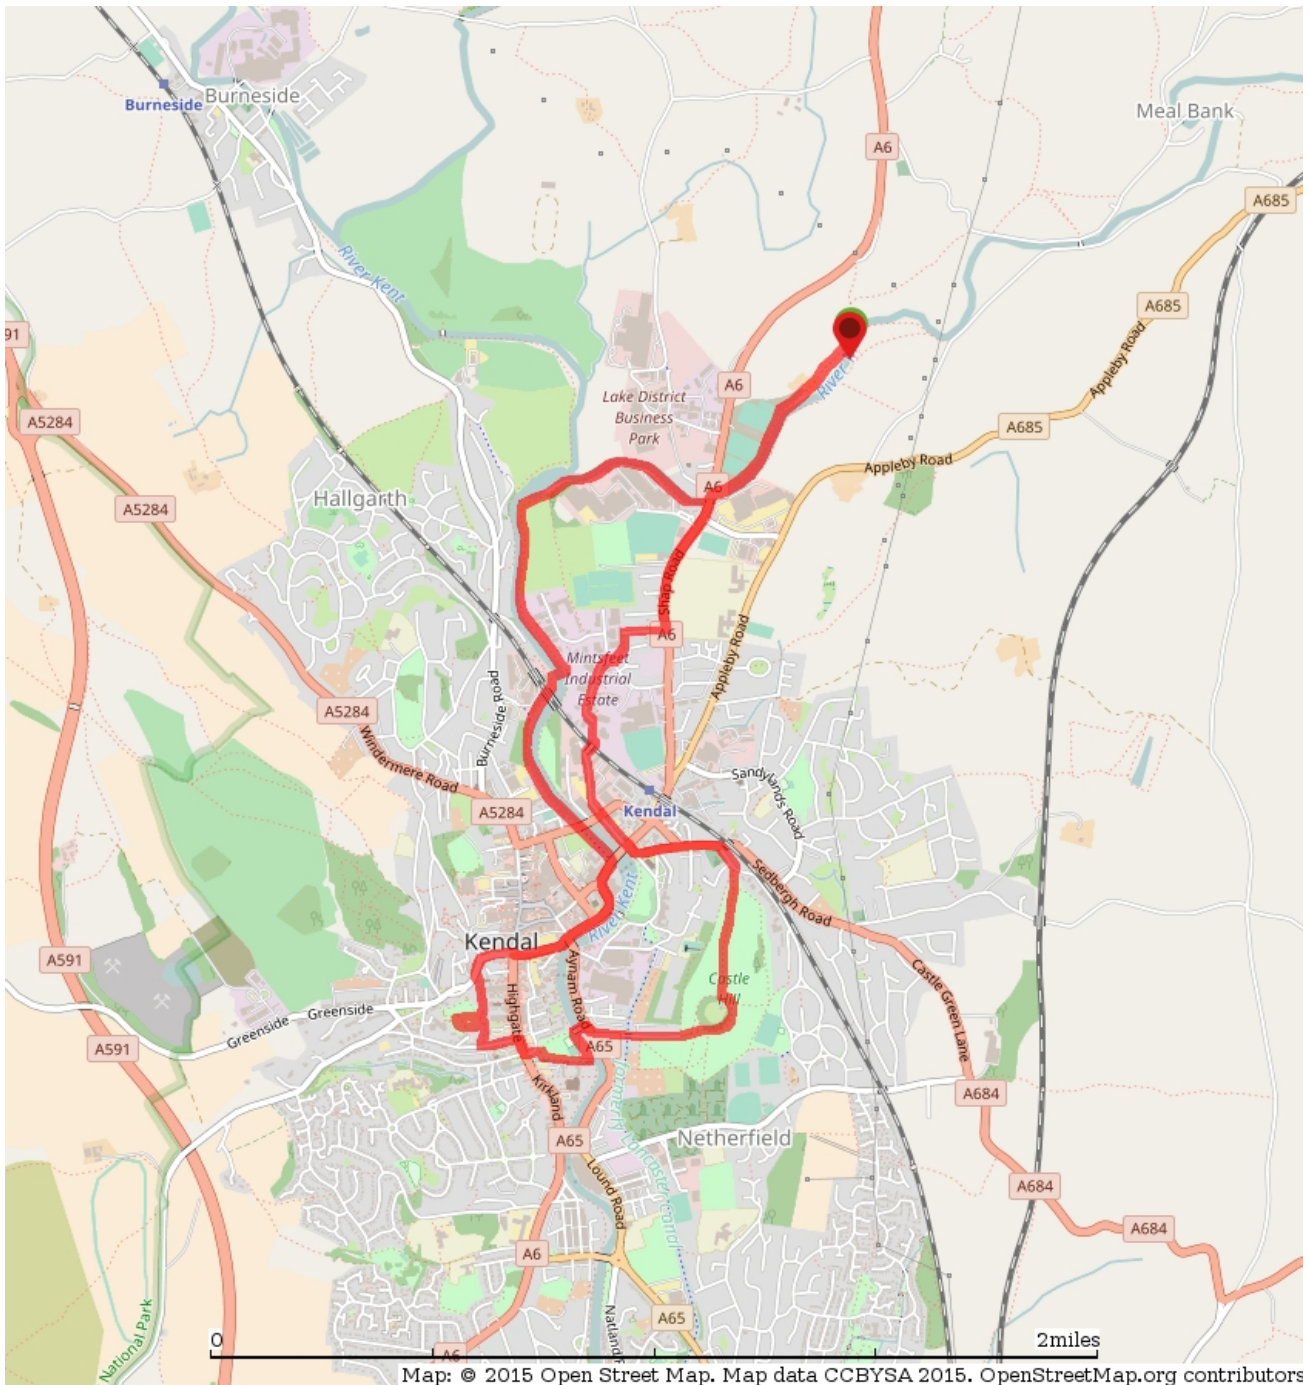 Burneside
Burneside
Meal Bank
A6
A685
River Kent
A685
Appleby Road
91
A6
Lake District
Business
Park
River
A5284
A685
Appleby Road
A6
Hallgarth
A5284
Shap Road
A6
Mintsfeet
Industrial
Estate
Appleby Road
Burneside Road
A5284
Windermere Road
Sandylands Road
A5284
Kendal
Sedbergh Road
River Kent
Kendal
A591
Aynam Road
Castle
Hill
Castle Green Lane
Highgate
Greenside
Greenside
A591
A65
Kirkland
A684
Netherfield
A65
Lancaster Canal
Lound Road
A684
A684
A6
A65
National Park
Natland
A6
0
2miles
Map: © 2015 Open Street Map. Map data CCBYSA 2015. OpenStreetMap.org contributors